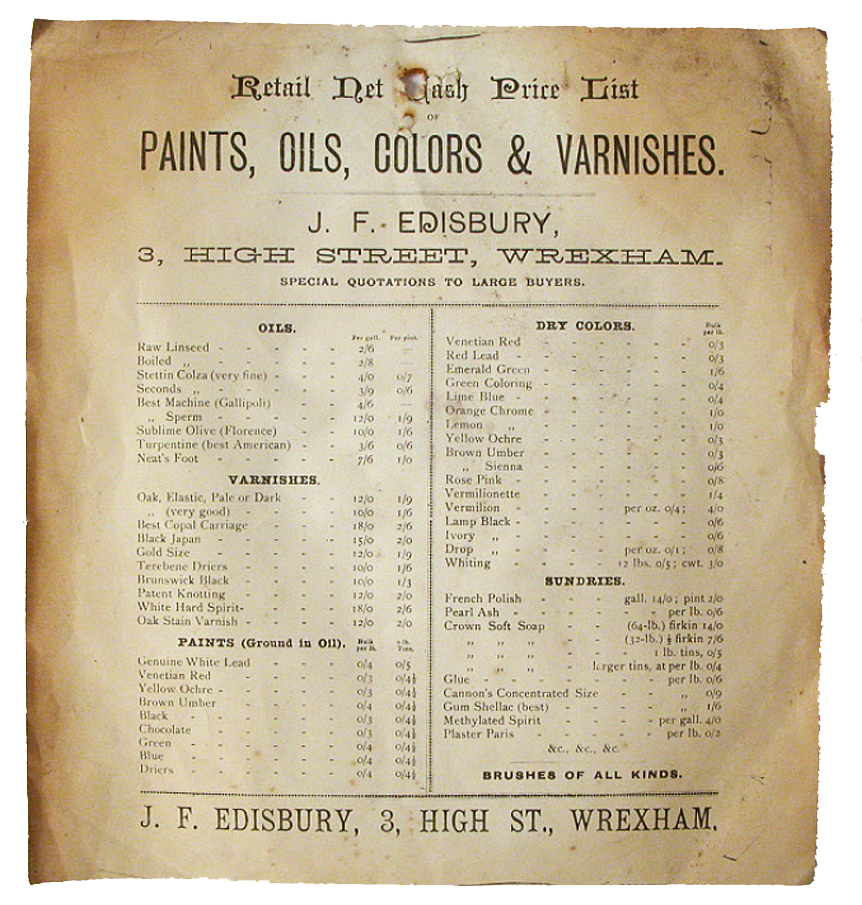 Retail Net Cash Price List
OF
PAINTS, OILS, COLORS & VARNISHES.
J. F. EDISBURY,
3, HIGH STREET, WREXHAM.
SPECIAL QUOTATIONS TO LARGE BUYERS.
OILS.
Per gall. Per pint.
Raw Linseed - - - - - 2/6 —
Boiled „ - - - - - 2/8 —
Stettin Colza (very fine) - - - 4/0 0/7
Seconds „ - - - - - 3/9 0/6
Best Machine (Gallipoli) - - 4/6 —
„ Sperm - - - - - 12/0 1/9
Sublime Olive (Florence) - - 10/0 1/6
Turpentine (best American) - - 3/6 0/6
Neat's Foot - - - - - 7/6 1/0
VARNISHES.
Oak, Elastic, Pale or Dark - - 12/0 1/9
„ (very good) - - - - 10/0 1/6
Best Copal Carriage - - - 18/0 2/6
Black Japan - - - - - 15/0 2/0
Gold Size - - - - - 12/0 1/9
Terebene Driers - - - - 10/0 1/6
Brunswick Black - - - - 10/0 1/3
Patent Knotting - - - - 12/0 2/0
White Hard Spirit- - - - 18/0 2/6
Oak Stain Varnish - - - - 12/0 2/0
PAINTS (Ground in Oil). Bulk per lb. 1-lb. Tins.
Genuine White Lead - - - 0/4 0/5
Venetian Red - - - - 0/3 0/4½
Yellow Ochre - - - - - 0/3 0/4½
Brown Umber - - - - 0/4 0/4½
Black - - - - - - 0/3 0/4½
Chocolate - - - - - 0/3 0/4½
Green - - - - - - 0/4 0/4½
Blue - - - - - - 0/4 0/4½
Driers - - - - - - 0/4 0/4½
DRY COLORS. Bulk per lb.
Venetian Red - - - - - - 0/3
Red Lead - - - - - - - 0/3
Emerald Green - - - - - - 1/6
Green Coloring - - - - - - 0/4
Lime Blue - - - - - - - 0/4
Orange Chrome - - - - - - 1/0
Lemon „ - - - - - - 1/0
Yellow Ochre - - - - - - 0/3
Brown Umber - - - - - - 0/3
„ Sienna - - - - - - 0/6
Rose Pink - - - - - - - 0/8
Vermilionette - - - - - - 1/4
Vermilion - - - per oz. 0/4; 4/0
Lamp Black - - - - - - - 0/6
Ivory „ - - - - - - - 0/6
Drop „ - - - - per oz. 0/1; 0/8
Whiting - - - - 12 lbs. 0/5; cwt. 3/0
SUNDRIES.
French Polish - - - gall. 14/0; pint 2/0
Pearl Ash - - - - - - per lb. 0/6
Crown Soft Soap - - (64-lb.) firkin 14/0
„ „ „ - - (32-lb.) ½ firkin 7/6
„ „ „ - - - 1 lb. tins, 0/5
„ „ „ - larger tins, at per lb. 0/4
Glue - - - - - - - per lb. 0/6
Cannon's Concentrated Size - - - „ 0/9
Gum Shellac (best) - - - - „ 1/6
Methylated Spirit - - - - per gall. 4/0
Plaster Paris - - - - per lb. 0/2
&c., &c., &c.
BRUSHES OF ALL KINDS.
J. F. EDISBURY, 3, HIGH ST., WREXHAM.